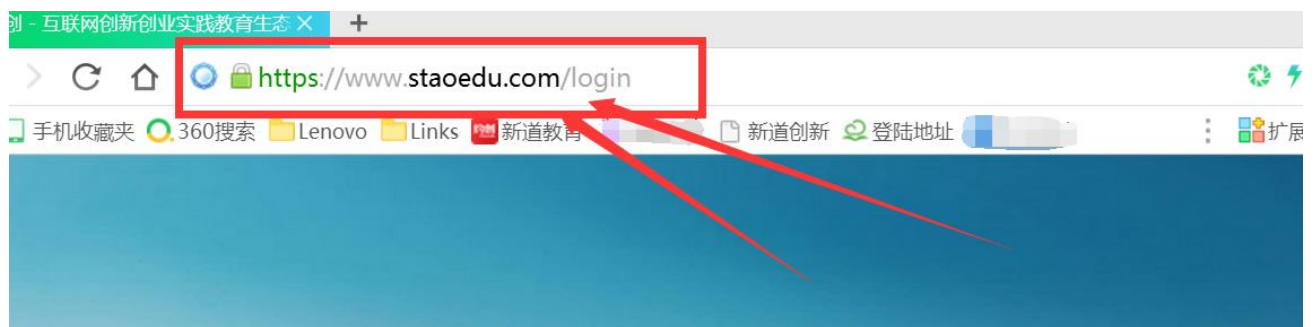 - 互联网创新创业实践教育生态
https://www.staoedu.com/login
手机收藏夹 360搜索 Lenovo Links 新道教育 新道创新 登陆地址 扩展